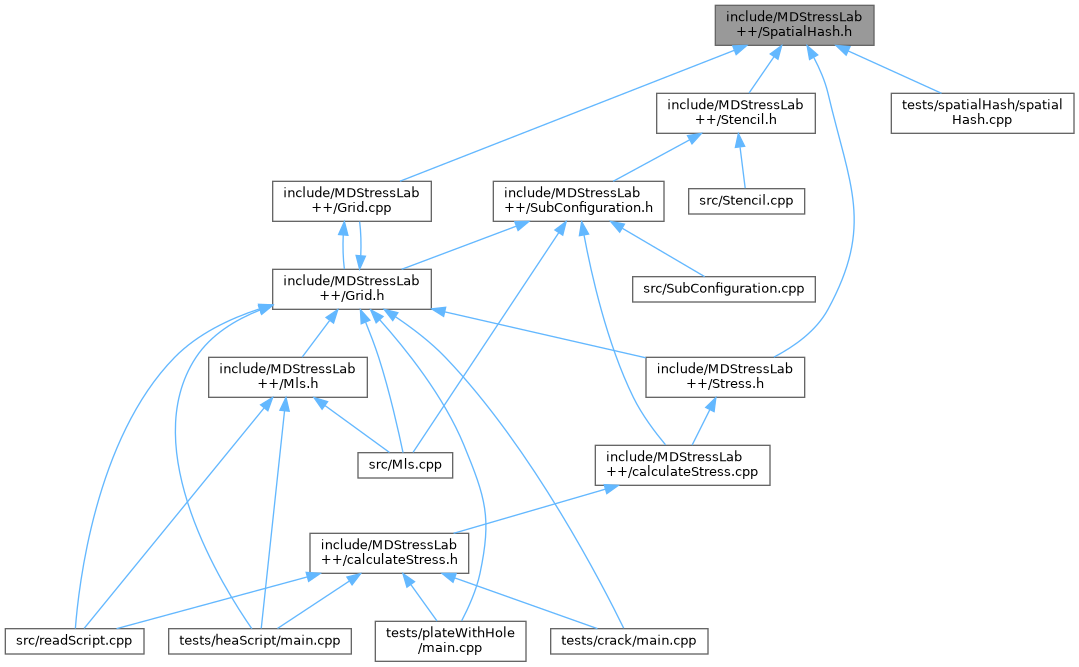 include/MDStressLab
++/SpatialHash.h
include/MDStressLab
++/Stencil.h
tests/spatialHash/spatial
Hash.cpp
include/MDStressLab
++/Grid.cpp
include/MDStressLab
++/SubConfiguration.h
src/Stencil.cpp
include/MDStressLab
++/Grid.h
src/SubConfiguration.cpp
include/MDStressLab
++/Mls.h
include/MDStressLab
++/Stress.h
src/Mls.cpp
include/MDStressLab
++/calculateStress.cpp
include/MDStressLab
++/calculateStress.h
src/readScript.cpp
tests/heaScript/main.cpp
tests/plateWithHole
/main.cpp
tests/crack/main.cpp